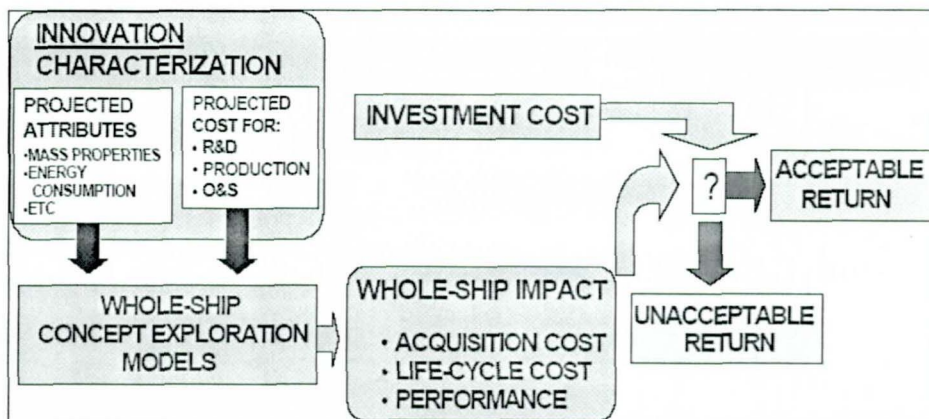 INNOVATION
CHARACTERIZATION
PROJECTED
ATTRIBUTES
•MASS PROPERTIES
•ENERGY
CONSUMPTION
•ETC
PROJECTED
COST FOR:
• R&D
• PRODUCTION
• O&S
INVESTMENT COST
?
ACCEPTABLE
RETURN
WHOLE-SHIP
CONCEPT EXPLORATION
MODELS
WHOLE-SHIP IMPACT
• ACQUISITION COST
• LIFE-CYCLE COST
• PERFORMANCE
UNACCEPTABLE
RETURN